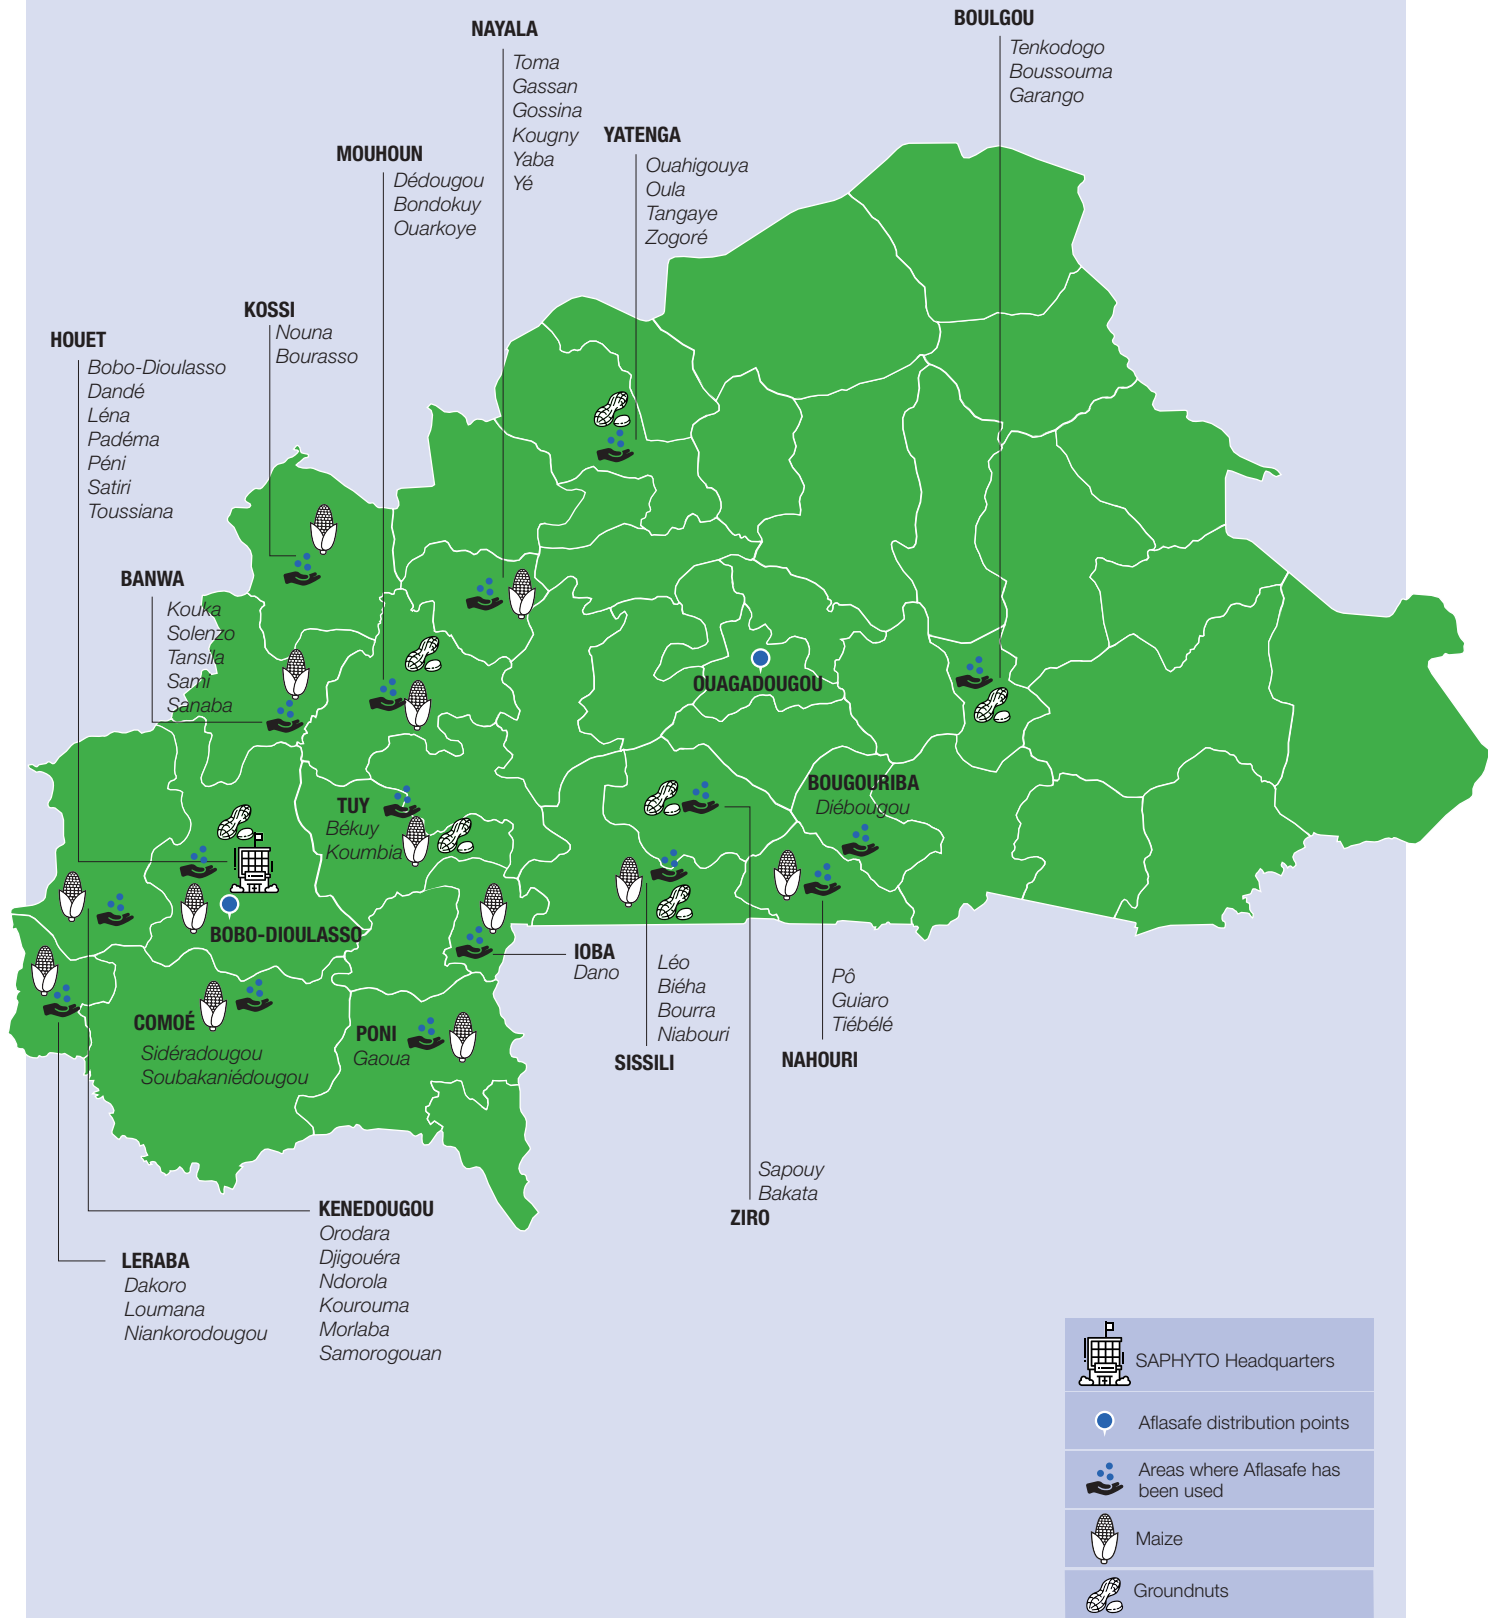 BOULGOU
Tenkodogo
Boussouma
Garango
NAYALA
Toma
Gassan
Gossina
Kougny
Yaba
Yé
YATENGA
Ouahigouya
Oula
Tangaye
Zogoré
MOUHOUN
Dédougou
Bondokuy
Ouarkoye
KOSSI
Nouna
Bourasso
HOUET
Bobo-Dioulasso
Dandé
Léna
Padéma
Péni
Satiri
Toussiana
BANWA
Kouka
Solenzo
Tansila
Sami
Sanaba
OUAGADOUGOU
BOUGOURIBA
Diébougou
TUY
Békuy
Koumbia
BOBO-DIOULASSO
IOBA
Dano
COMOÉ
Sidéradougou
Soubakaniédougou
PONI
Gaoua
Léo
Biéha
Bourra
Niabouri
SISSILI
Pô
Guiaro
Tiébélé
NAHOURI
Sapouy
Bakata
ZIRO
KENEDOUGOU
Orodara
Djigouéra
Ndorola
Kourouma
Morlaba
Samorogouan
LERABA
Dakoro
Loumana
Niankorodougou
SAPHYTO Headquarters
Aflasafe distribution points
Areas where Aflasafe has
been used
Maize
Groundnuts